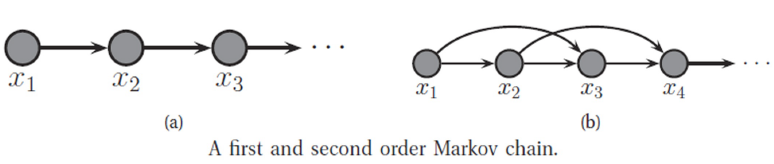 x1 x2 x3 ...
x1 x2 x3 x4 ...
(a) (b)
A first and second order Markov chain.